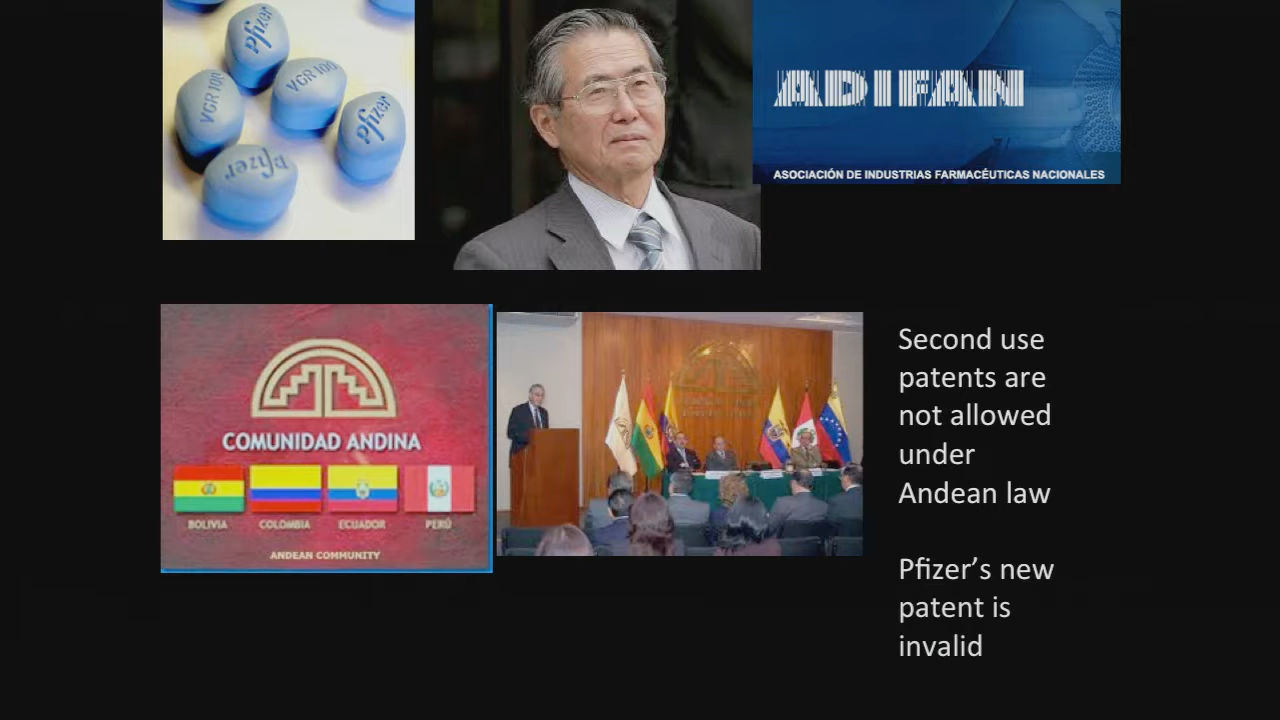 pfizer
VGR 100
VGR 100
pfizer
pfizer
ADIFAN
ASOCIACIÓN DE INDUSTRIAS FARMACÉUTICAS NACIONALES
COMUNIDAD ANDINA
BOLIVIA COLOMBIA ECUADOR PERÚ
ANDEAN COMMUNITY
Second use
patents are
not allowed
under
Andean law
Pfizer’s new
patent is
invalid